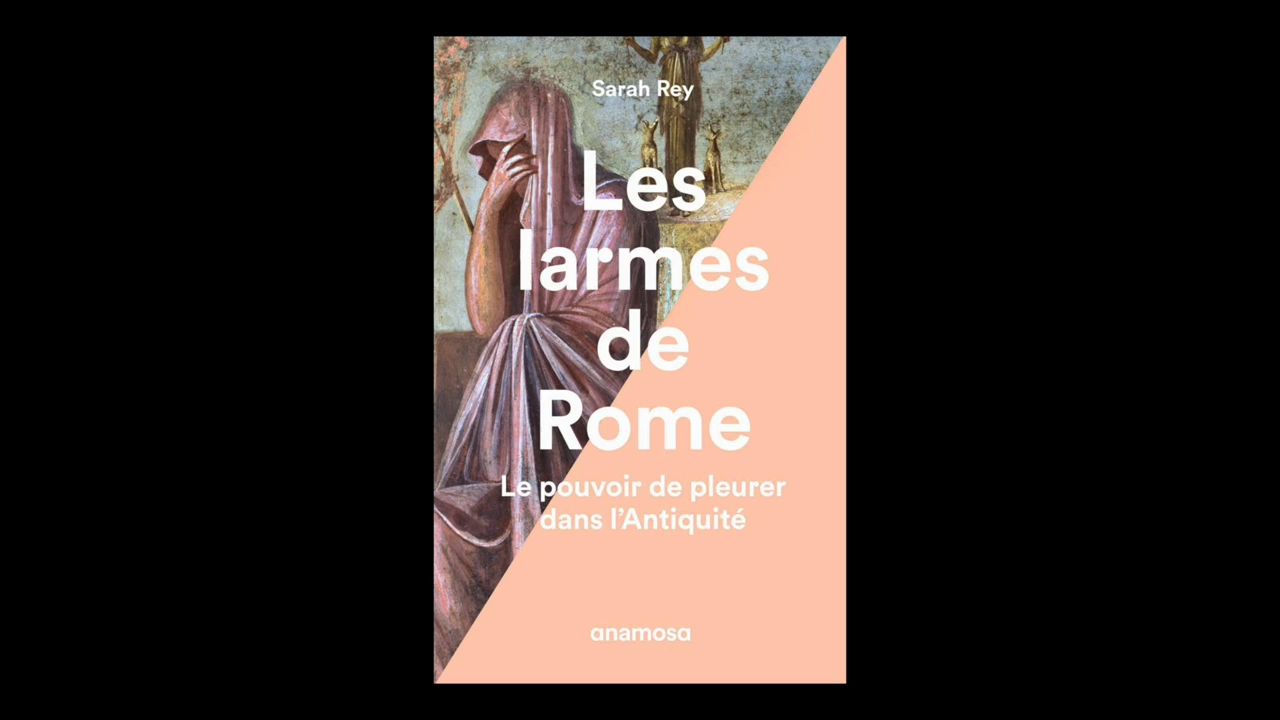 Sarah Rey
Les
larmes
de
Rome
Le pouvoir de pleurer
dans l’Antiquité
anamosa